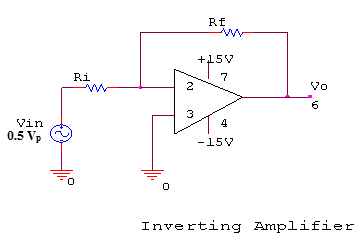 Rf
+15V
7
Ri
2
Vo
6
3
Vin
0.5 Vp
4
-15V
0
0
Inverting Amplifier